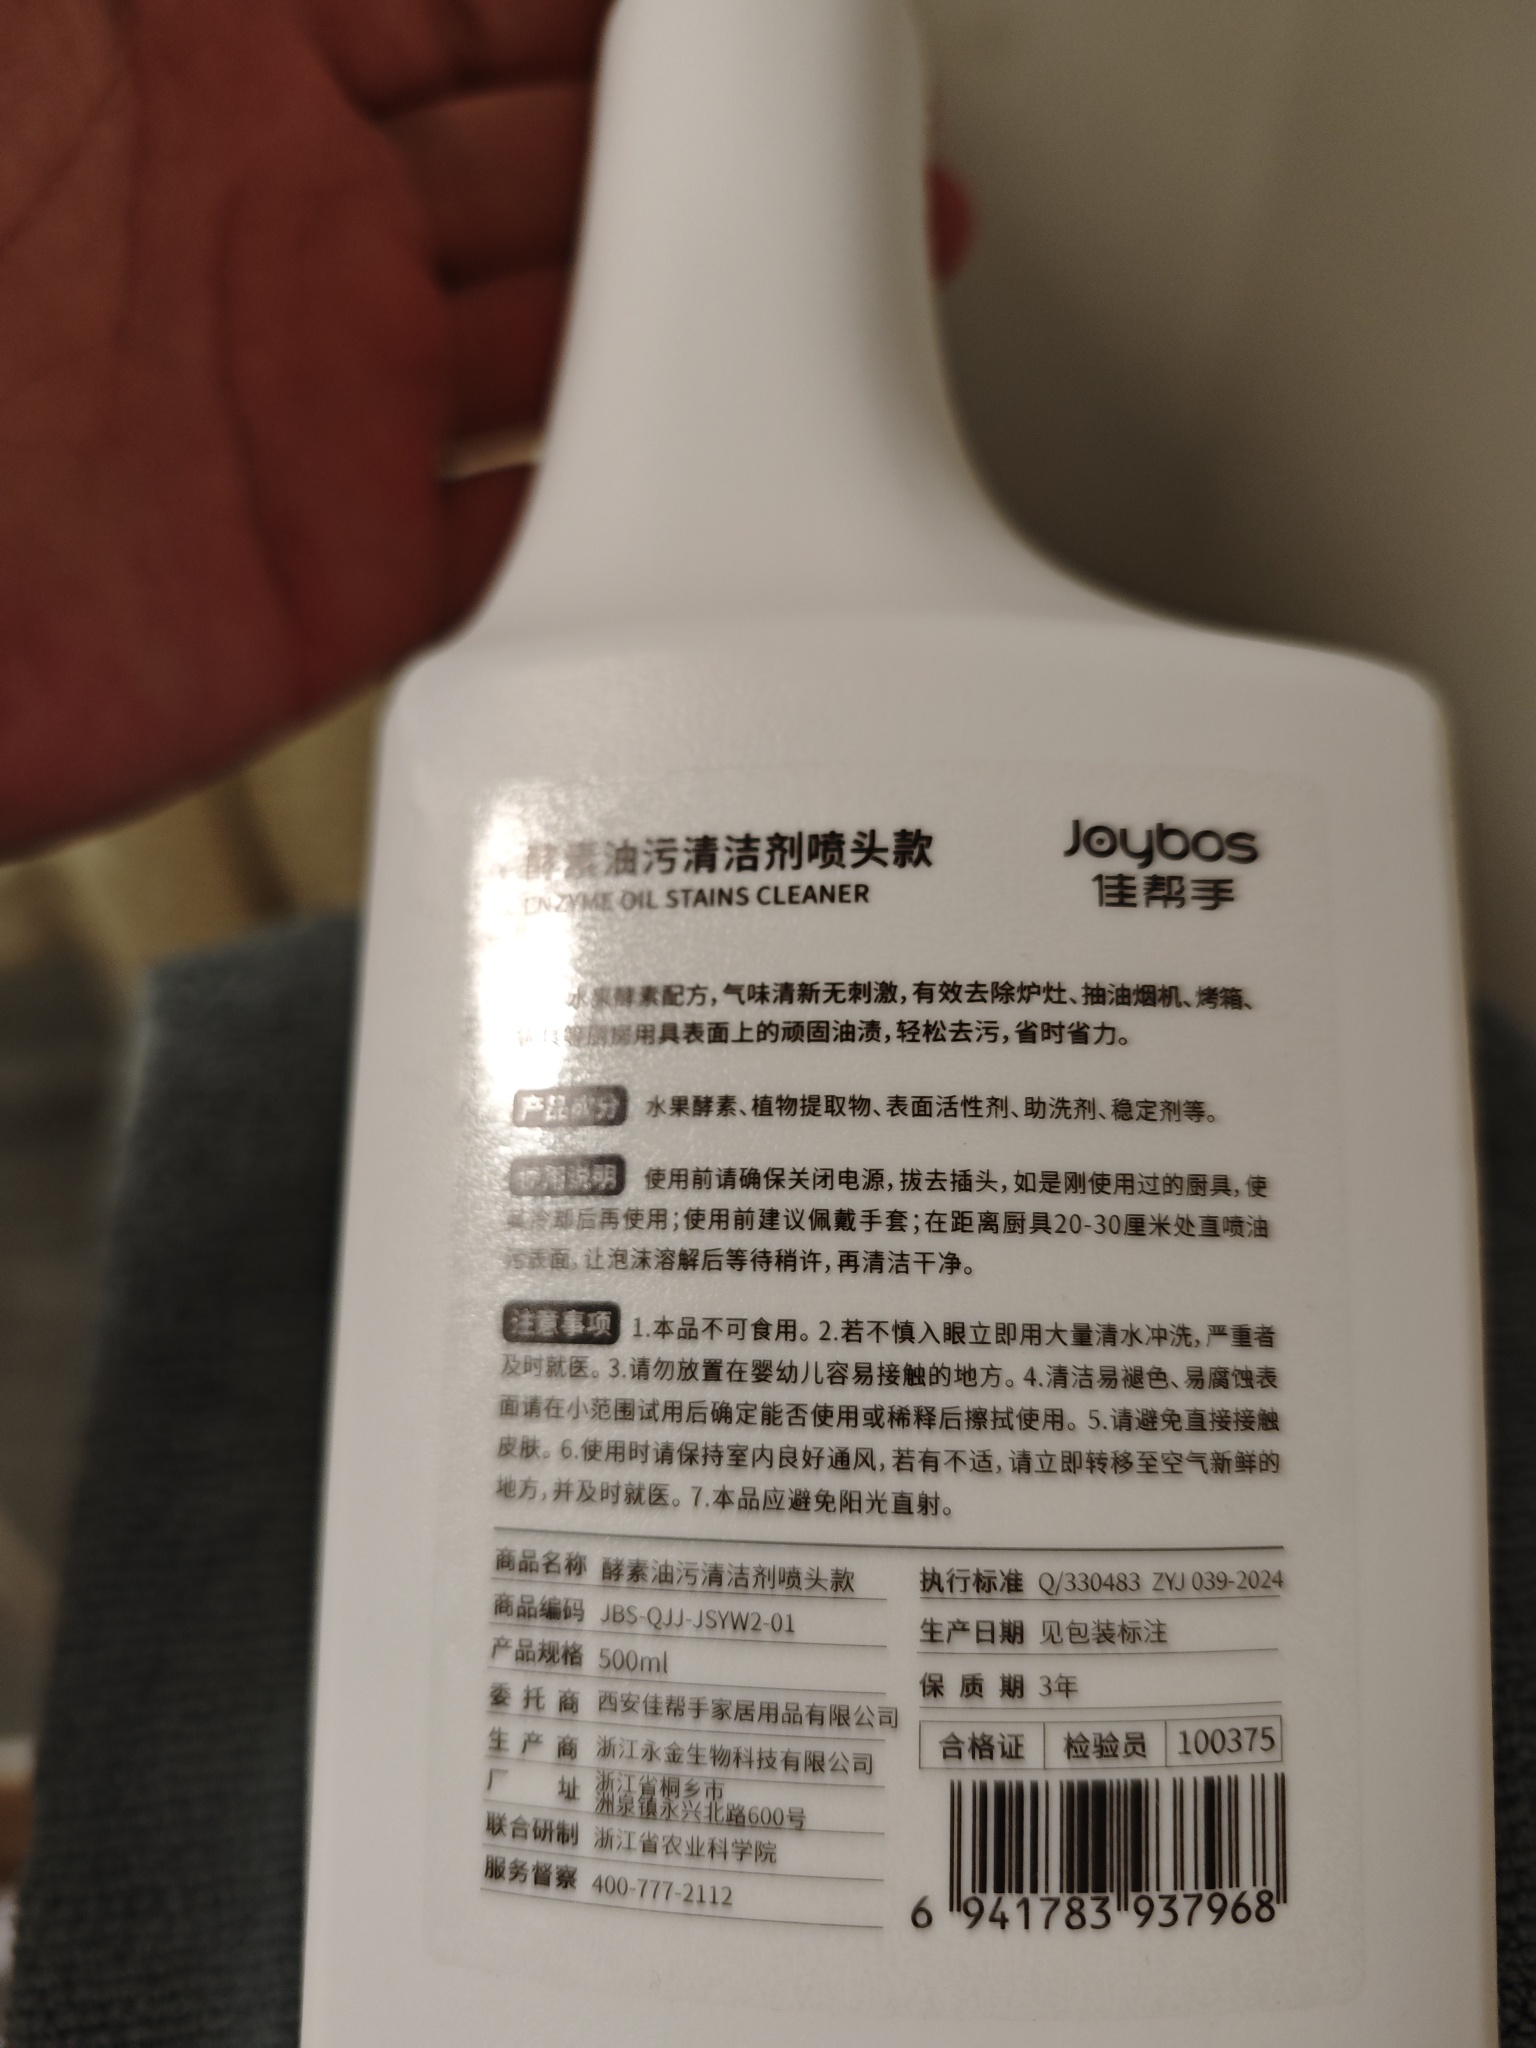 酵素油污清洁剂喷头款
ENZYME OIL STAINS CLEANER
Joybos
佳帮手
水果酵素配方,气味清新无刺激,有效去除炉灶、抽油烟机、烤箱、
等厨房用具表面上的顽固油渍,轻松去污,省时省力。
产品成分 水果酵素、植物提取物、表面活性剂、助洗剂、稳定剂等。
使用说明 使用前请确保关闭电源,拔去插头,如是刚使用过的厨具,使
其冷却后再使用;使用前建议佩戴手套;在距离厨具20-30厘米处直喷油
污表面,让泡沫溶解后等待稍许,再清洁干净。
注意事项 1.本品不可食用。2.若不慎入眼立即用大量清水冲洗,严重者
及时就医。3.请勿放置在婴幼儿容易接触的地方。4.清洁易褪色、易腐蚀表
面请在小范围试用后确定能否使用或稀释后擦拭使用。5.请避免直接接触
皮肤。6.使用时请保持室内良好通风,若有不适,请立即转移至空气新鲜的
地方,并及时就医。7.本品应避免阳光直射。
商品名称 酵素油污清洁剂喷头款
商品编码 JBS-QJJ-JSYW2-01
产品规格 500ml
委托商 西安佳帮手家居用品有限公司
生产商 浙江永金生物科技有限公司
厂址 浙江省桐乡市
洲泉镇永兴北路600号
联合研制 浙江省农业科学院
服务督察 400-777-2112
执行标准 Q/330483 ZYJ 039-2024
生产日期 见包装标注
保质期 3年
合格证 检验员 100375
6 941783 937968